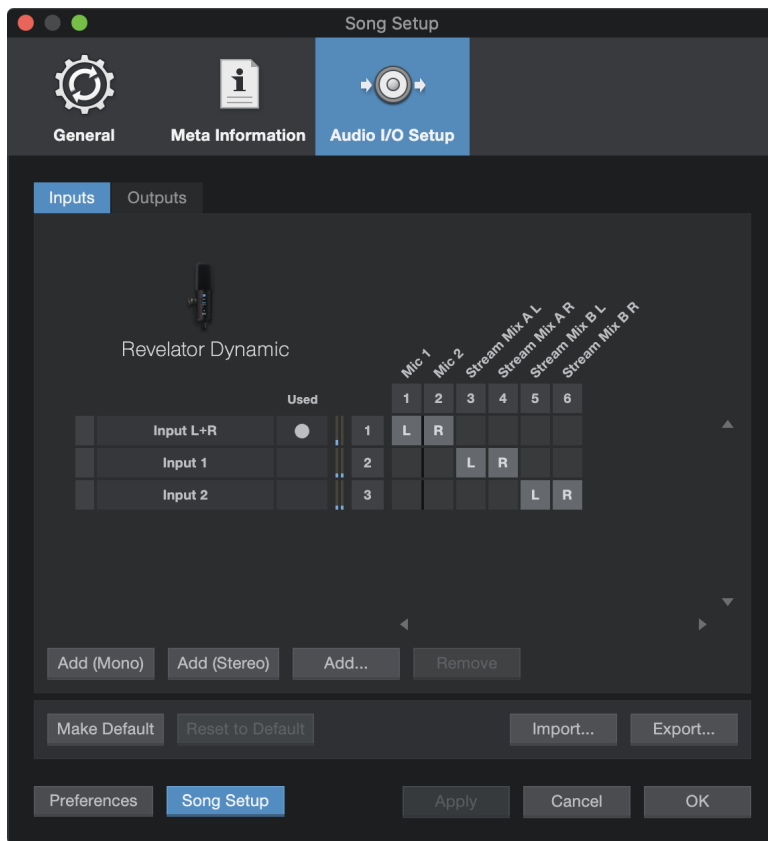 Song Setup
General
Meta Information
Audio I/O Setup
Inputs
Outputs
Revelator Dynamic
Mic 1
Mic 2
Stream Mix A L
Stream Mix A R
Stream Mix B L
Stream Mix B R
Used
1 2 3 4 5 6
Input L+R 1 L R
Input 1 2 L R
Input 2 3 L R
Add (Mono)
Add (Stereo)
Add...
Remove
Make Default
Reset to Default
Import...
Export...
Preferences
Song Setup
Apply
Cancel
OK